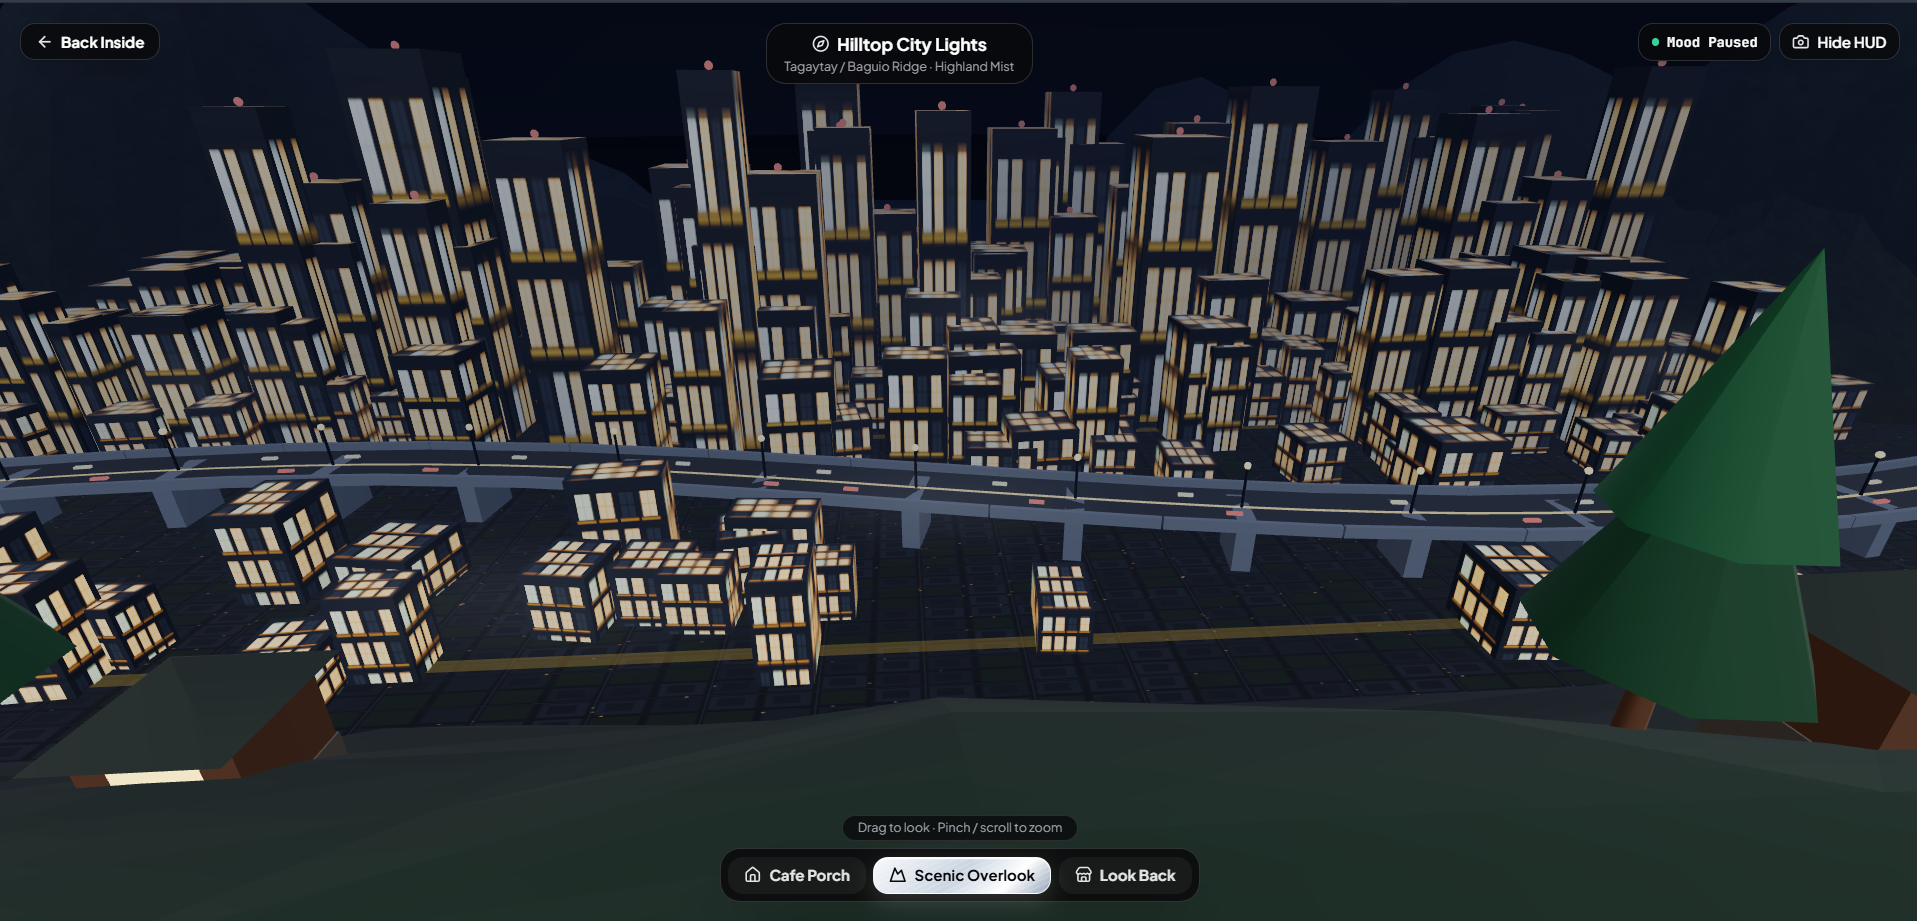 Back Inside
Hilltop City Lights
Tagaytay / Baguio Ridge · Highland Mist
Mood Paused
Hide HUD
Drag to look · Pinch / scroll to zoom
Cafe Porch
Scenic Overlook
Look Back